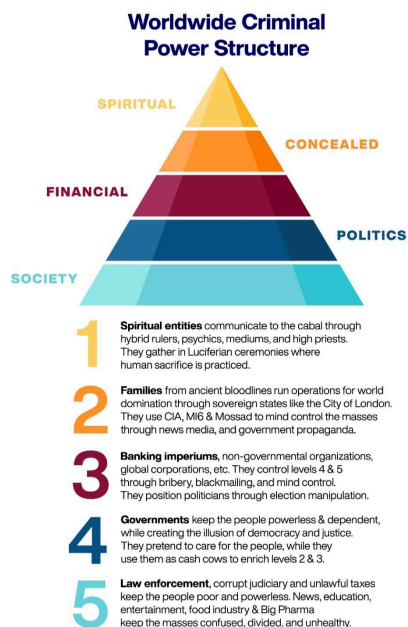 Worldwide Criminal
Power Structure
SPIRITUAL
CONCEALED
FINANCIAL
POLITICS
SOCIETY
1
Spiritual entities communicate to the cabal through
hybrid rulers, psychics, mediums, and high priests.
They gather in Luciferian ceremonies where
human sacrifice is practiced.
2
Families from ancient bloodlines run operations for world
domination through sovereign states like the City of London.
They use CIA, MI6 & Mossad to mind control the masses
through news media, and government propaganda.
3
Banking imperiums, non-governmental organizations,
global corporations, etc. They control levels 4 & 5
through bribery, blackmailing, and mind control.
They position politicians through election manipulation.
4
Governments keep the people powerless & dependent,
while creating the illusion of democracy and justice.
They pretend to care for the people, while they
use them as cash cows to enrich levels 2 & 3.
5
Law enforcement, corrupt judiciary and unlawful taxes
keep the people poor and powerless. News, education,
entertainment, food industry & Big Pharma
keep the masses confused, divided, and unhealthy.